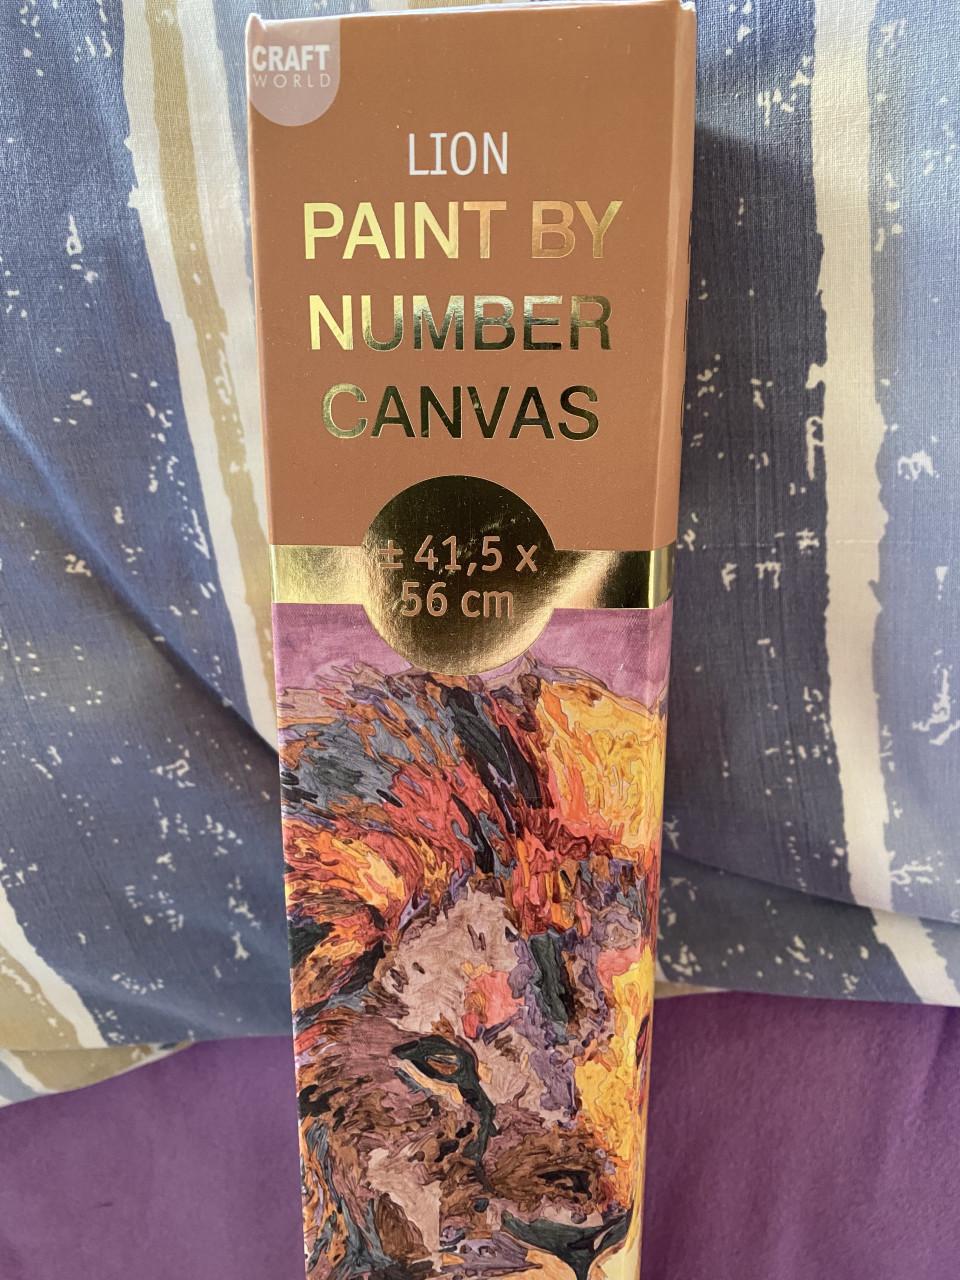 CRAFT
WORLD
LION
PAINT BY
NUMBER
CANVAS
± 41,5 x
56 cm